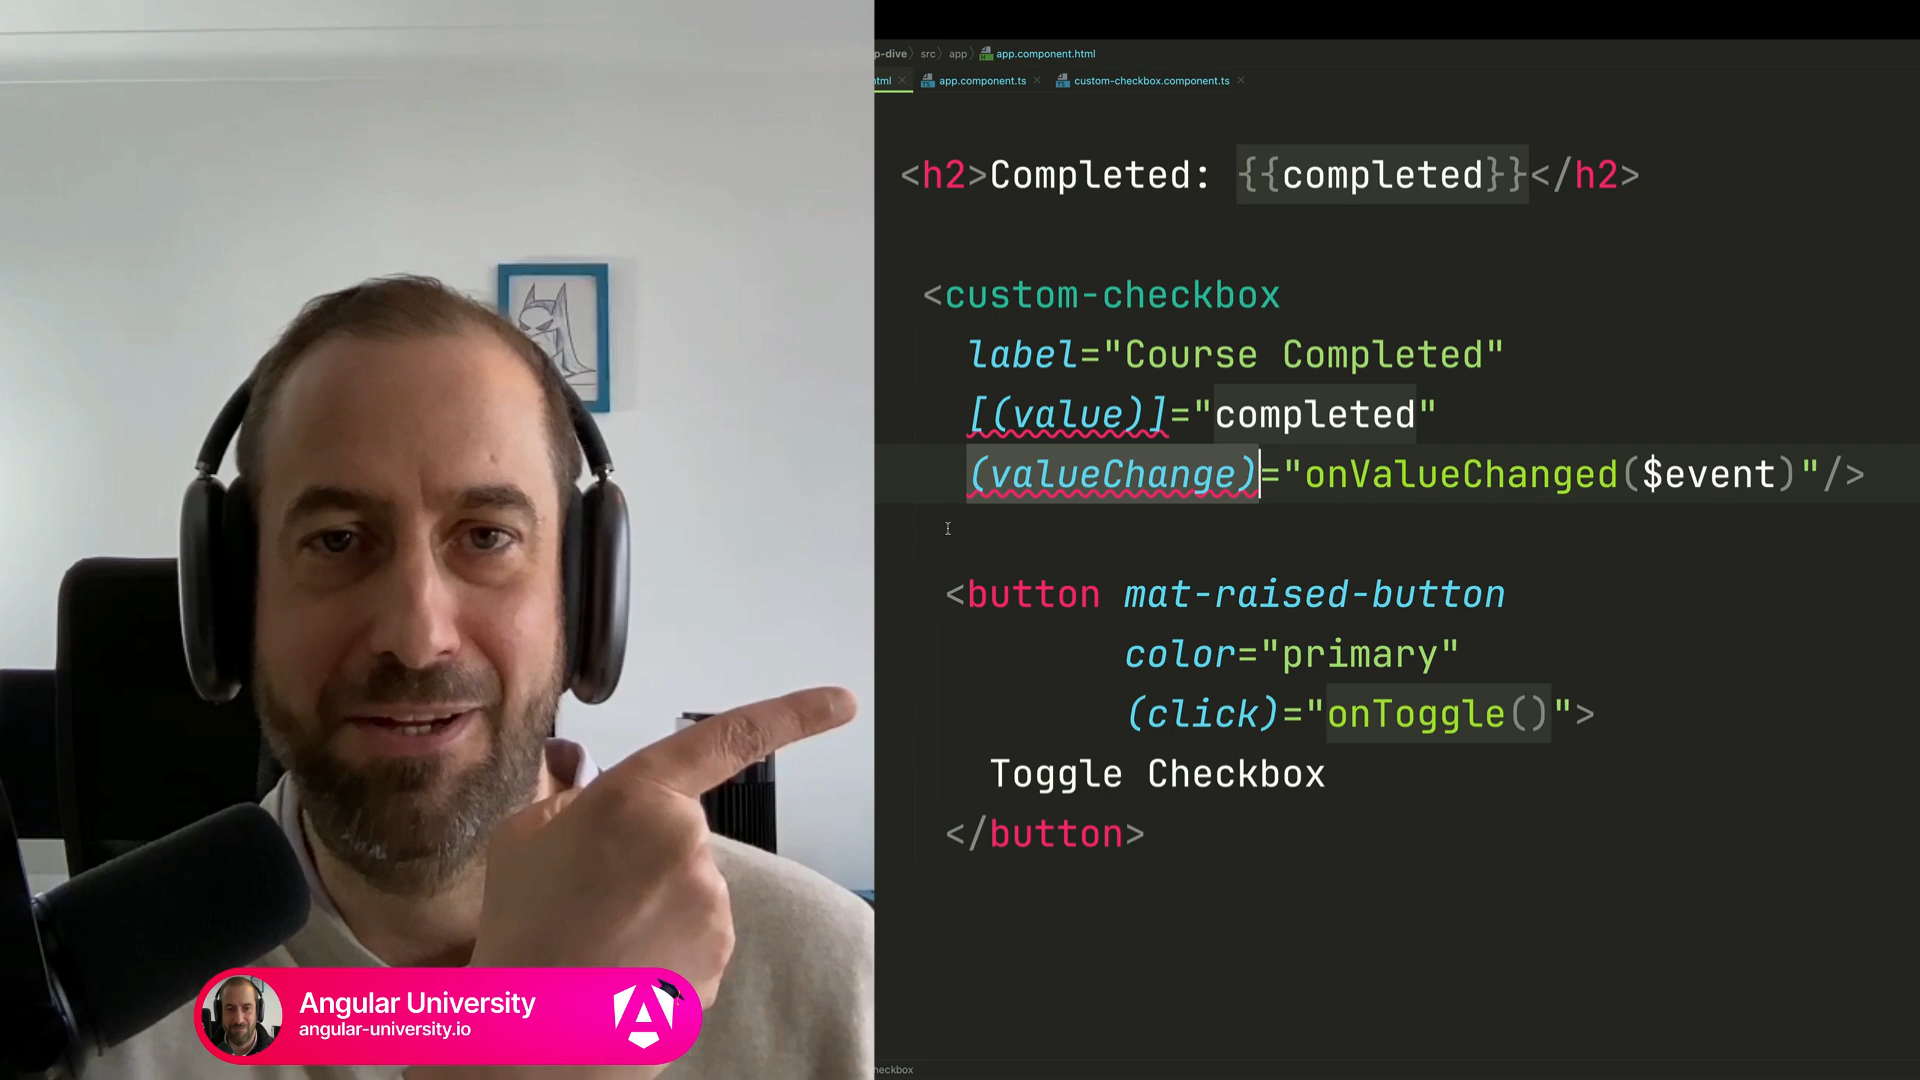 p-dive src app app.component.html
html app.component.ts custom-checkbox.component.ts
<h2>Completed: {{completed}}</h2>
<custom-checkbox
label="Course Completed"
[(value)]="completed"
(valueChange)="onValueChanged($event)"/>
<button mat-raised-button
color="primary"
(click)="onToggle()">
Toggle Checkbox
</button>
heckbox
Angular University
angular-university.io